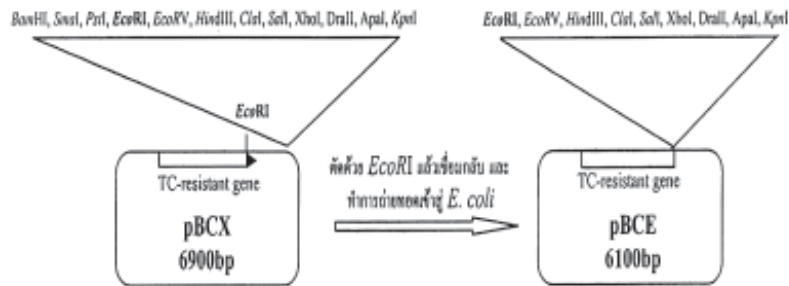 BamHI, SmaI, PstI, EcoRI, EcoRV, HindIII, ClaI, SalI, XhoI, DraII, ApaI, KpnI
EcoRI, EcoRV, HindIII, ClaI, SalI, XhoI, DraII, ApaI, KpnI
EcoRI
TC-resistant gene
pBCX
6900bp
ตัดด้วย EcoRI แล้วเชื่อมกลับ และ
ทำการถ่ายทอดเข้าสู่ E. coli
TC-resistant gene
pBCE
6100bp